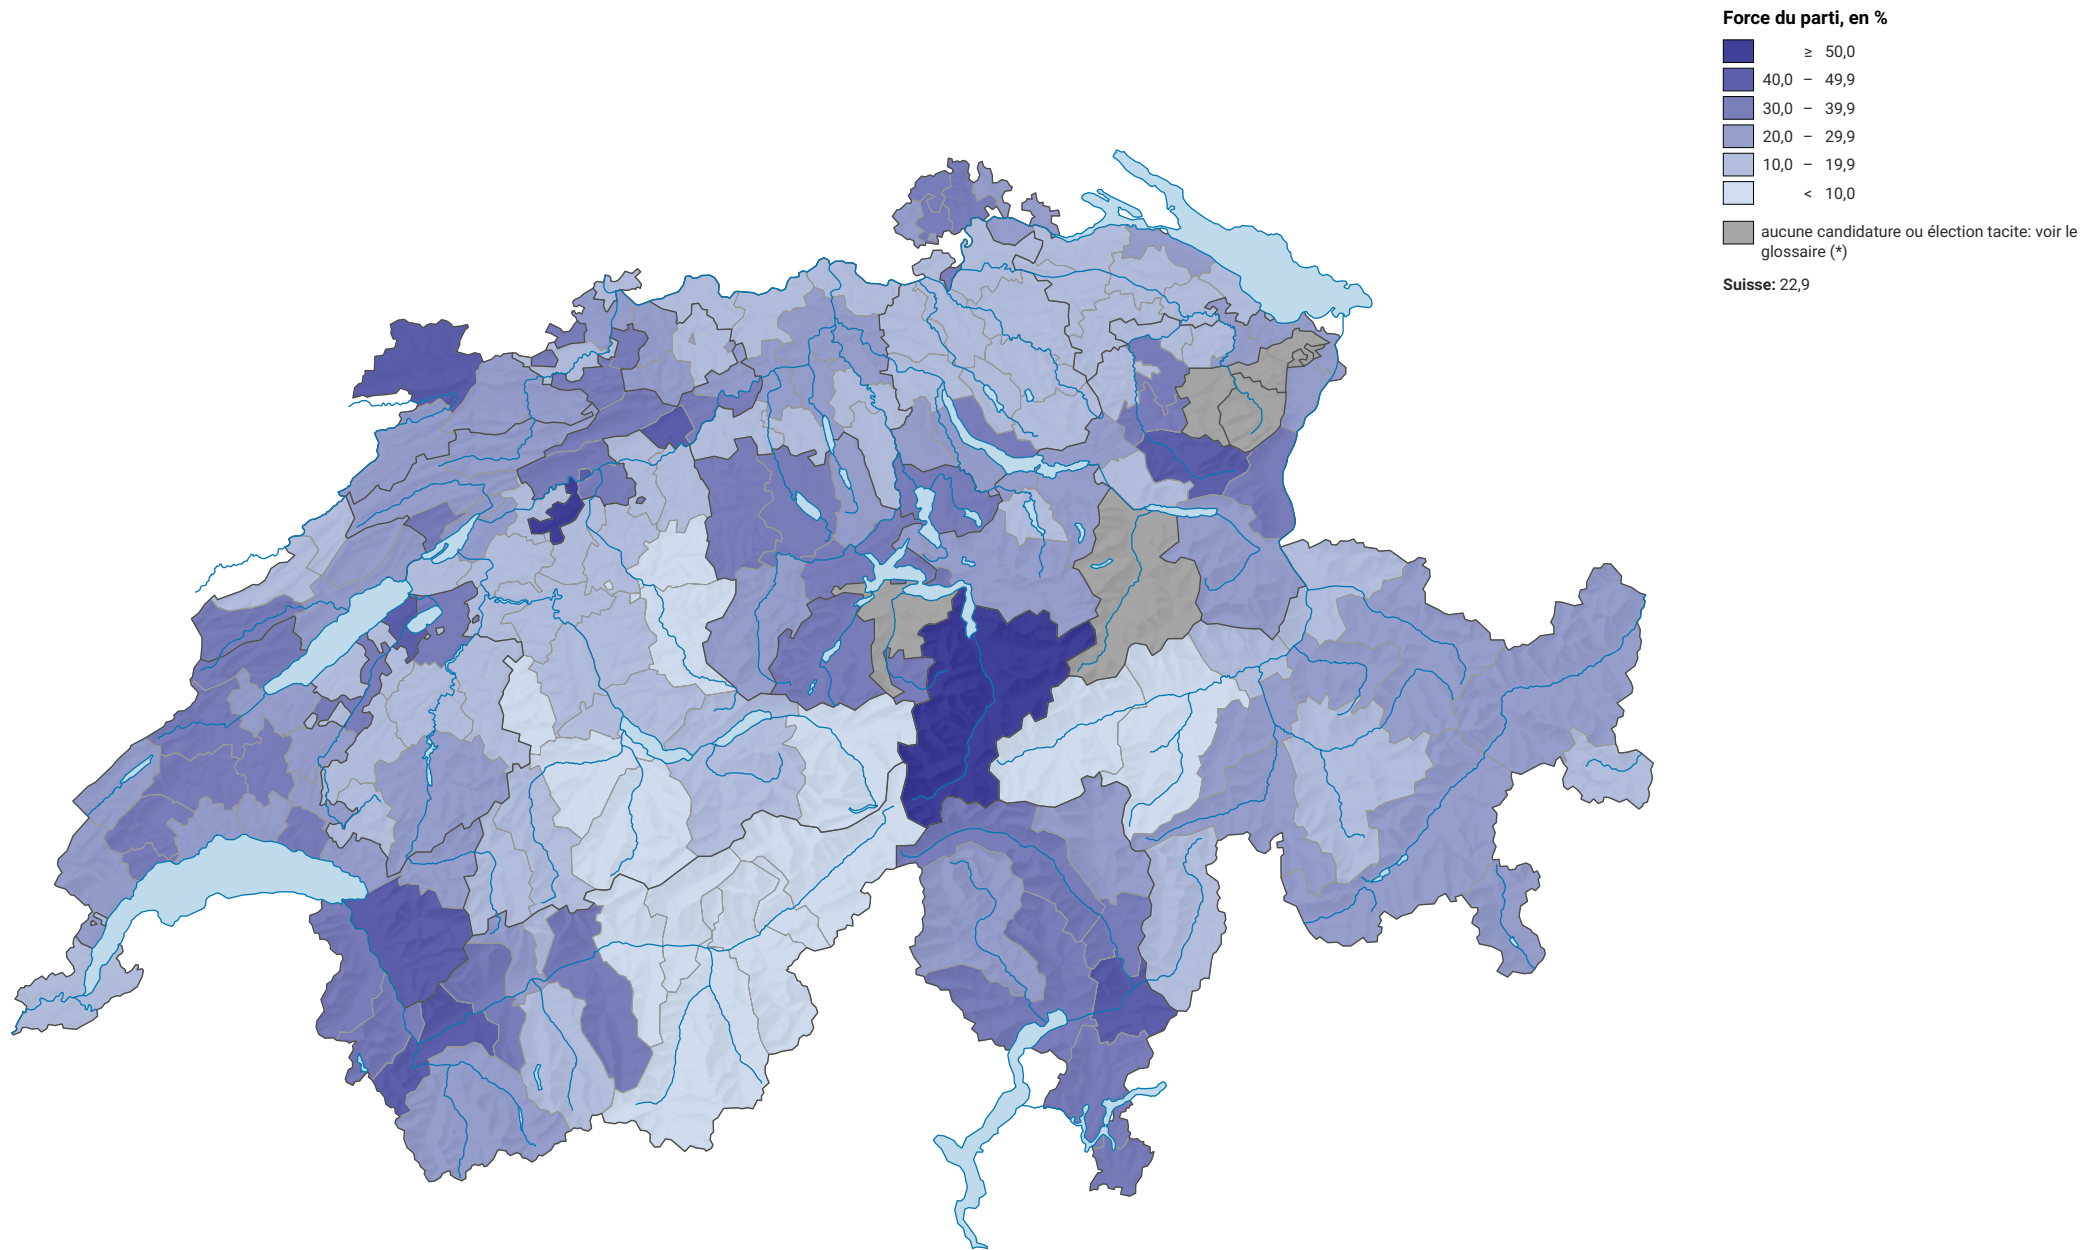 Force du parti, en %
≥ 50,0
40,0 – 49,9
30,0 – 39,9
20,0 – 29,9
10,0 – 19,9
< 10,0
aucune candidature ou élection tacite: voir le
glossaire (*)
Suisse: 22,9